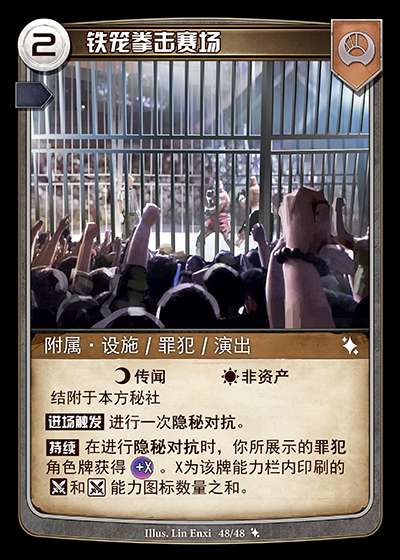 2
铁笼拳击赛场
附属·设施/罪犯/演出
传闻 非资产
结附于本方秘社
进场触发 进行一次隐秘对抗。
持续 在进行隐秘对抗时，你所展示的罪犯
角色牌获得 +X 。X为该牌能力栏内印刷的
和 能力图标数量之和。
Illus. Lin Enxi 48/48